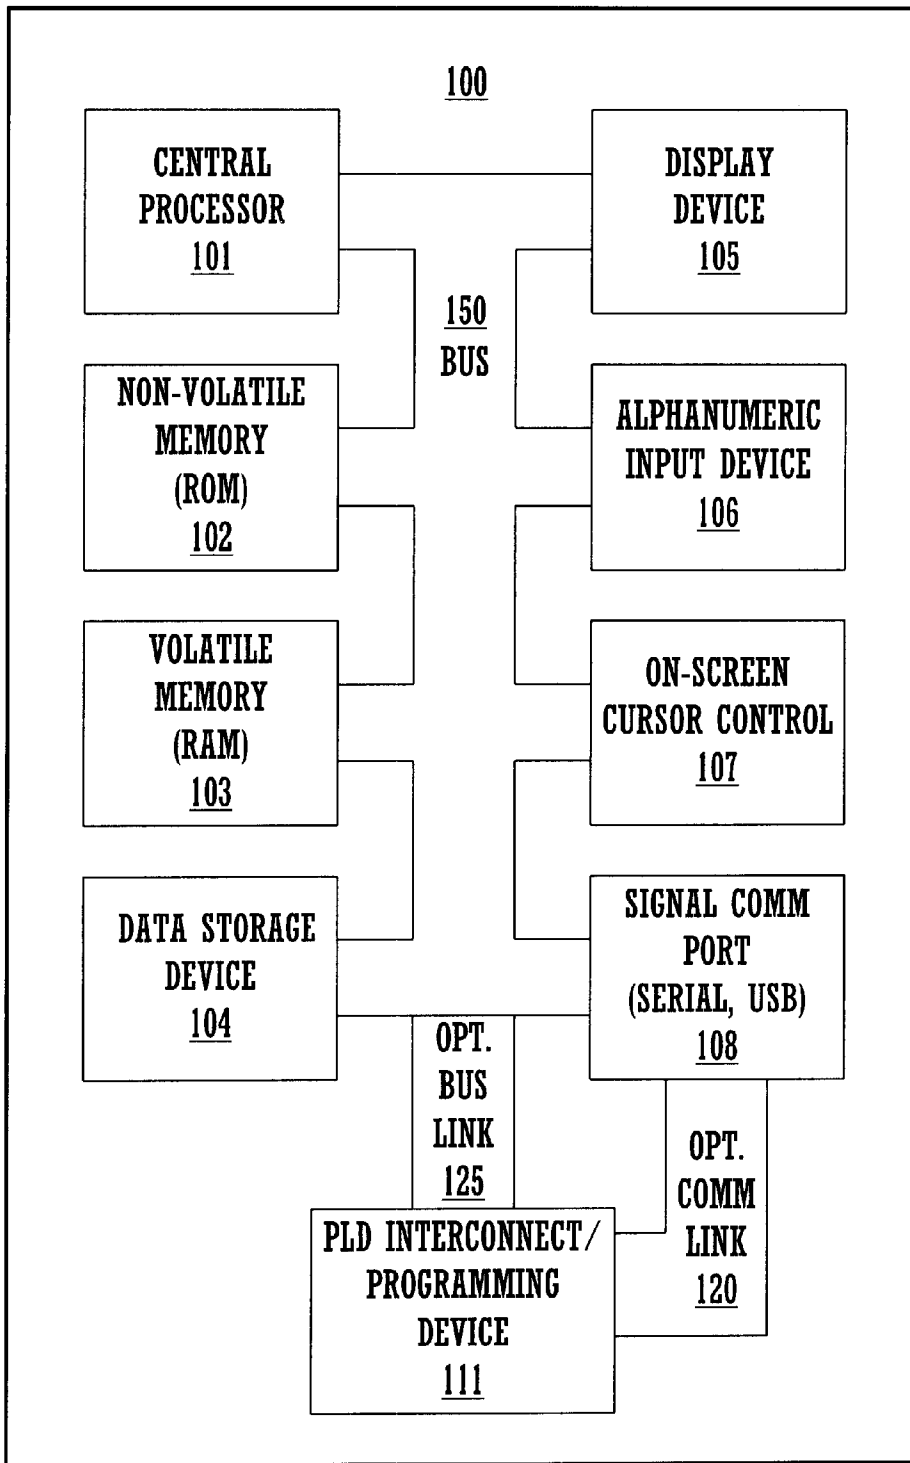 100
CENTRAL
PROCESSOR
101
DISPLAY
DEVICE
105
150
BUS
NON-VOLATILE
MEMORY
(ROM)
102
ALPHANUMERIC
INPUT DEVICE
106
VOLATILE
MEMORY
(RAM)
103
ON-SCREEN
CURSOR CONTROL
107
DATA STORAGE
DEVICE
104
SIGNAL COMM
PORT
(SERIAL, USB)
108
OPT.
BUS
LINK
125
OPT.
COMM
LINK
120
PLD INTERCONNECT/
PROGRAMMING
DEVICE
111